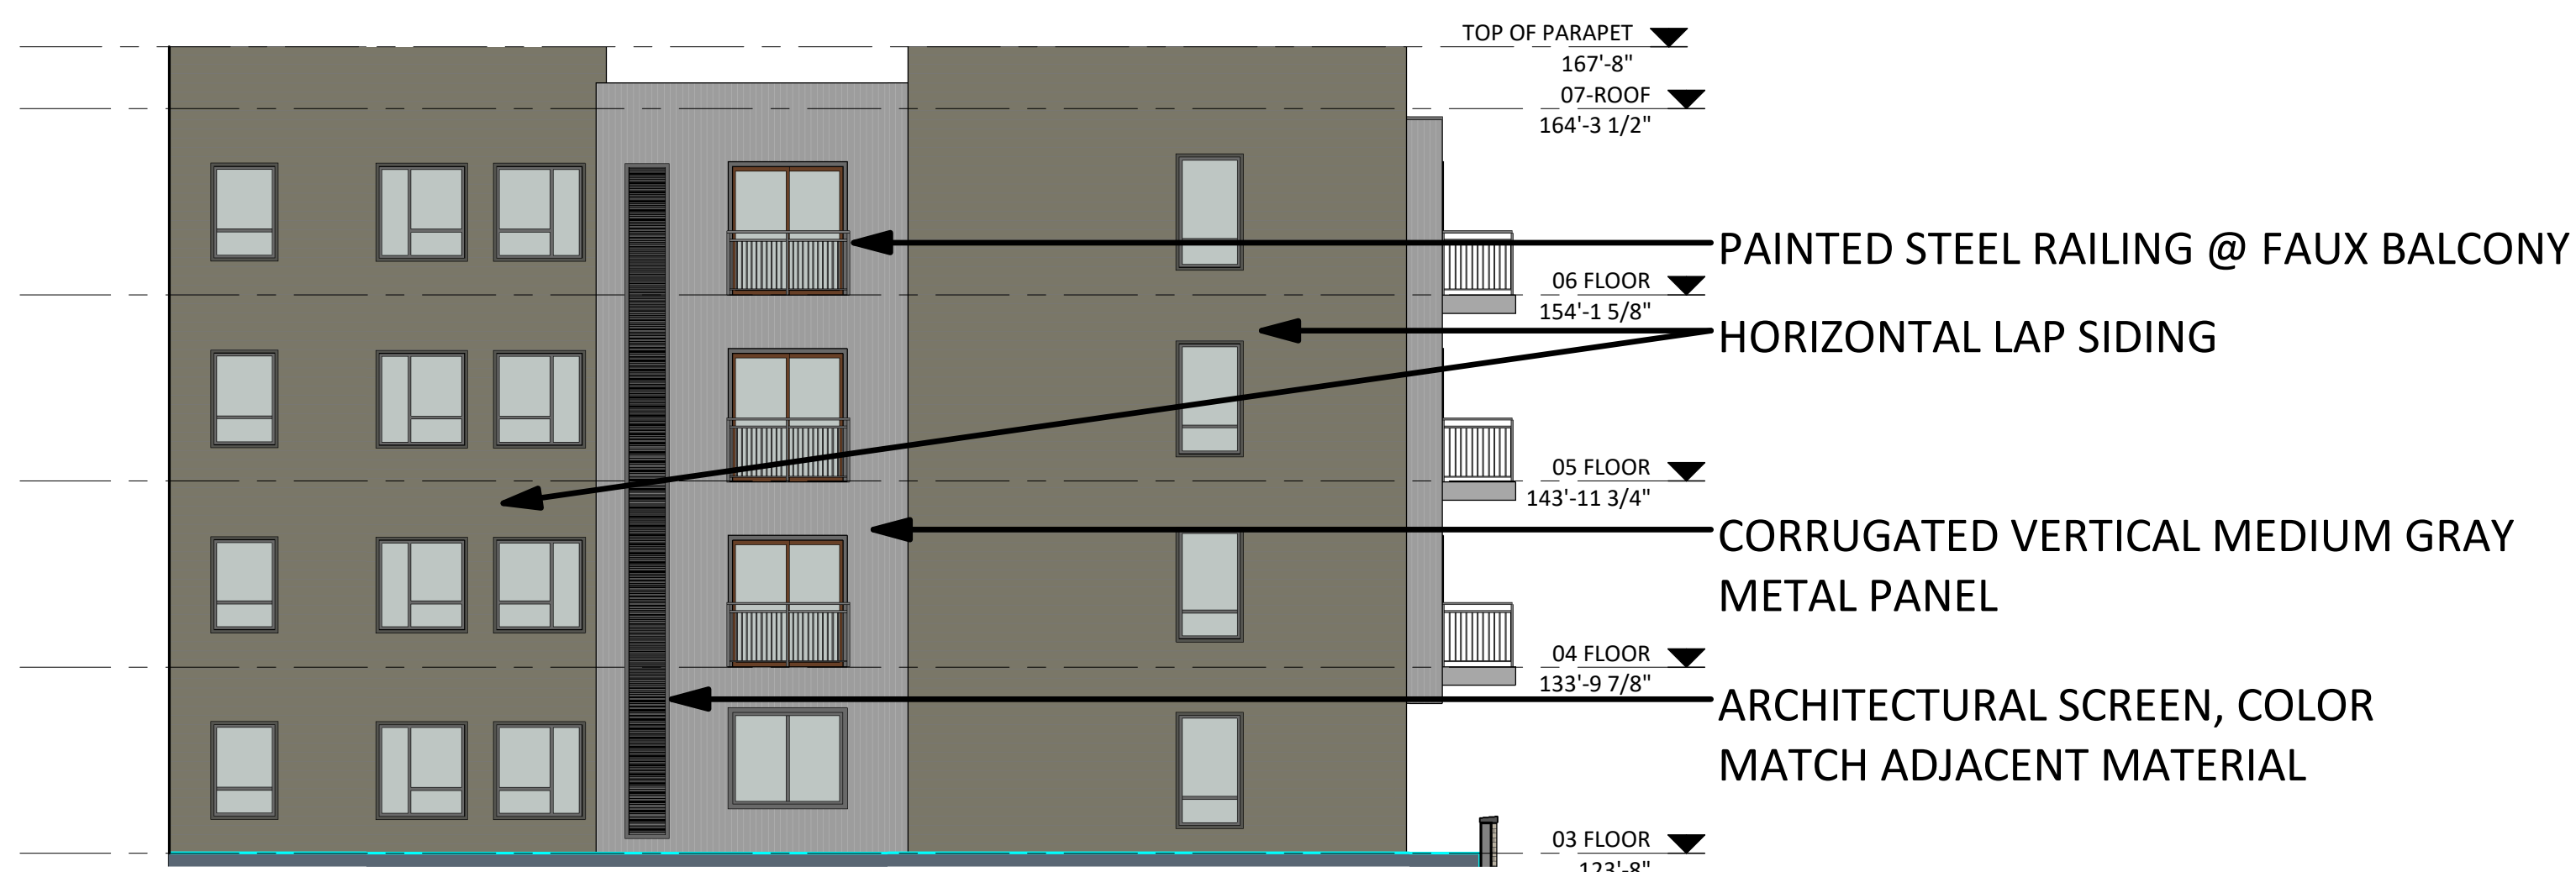 TOP OF PARAPET
167'-8"
07-ROOF
164'-3 1/2"
PAINTED STEEL RAILING @ FAUX BALCONY
06 FLOOR
154'-1 5/8"
HORIZONTAL LAP SIDING
05 FLOOR
143'-11 3/4"
CORRUGATED VERTICAL MEDIUM GRAY
METAL PANEL
04 FLOOR
133'-9 7/8"
ARCHITECTURAL SCREEN, COLOR
MATCH ADJACENT MATERIAL
03 FLOOR
123'-8"